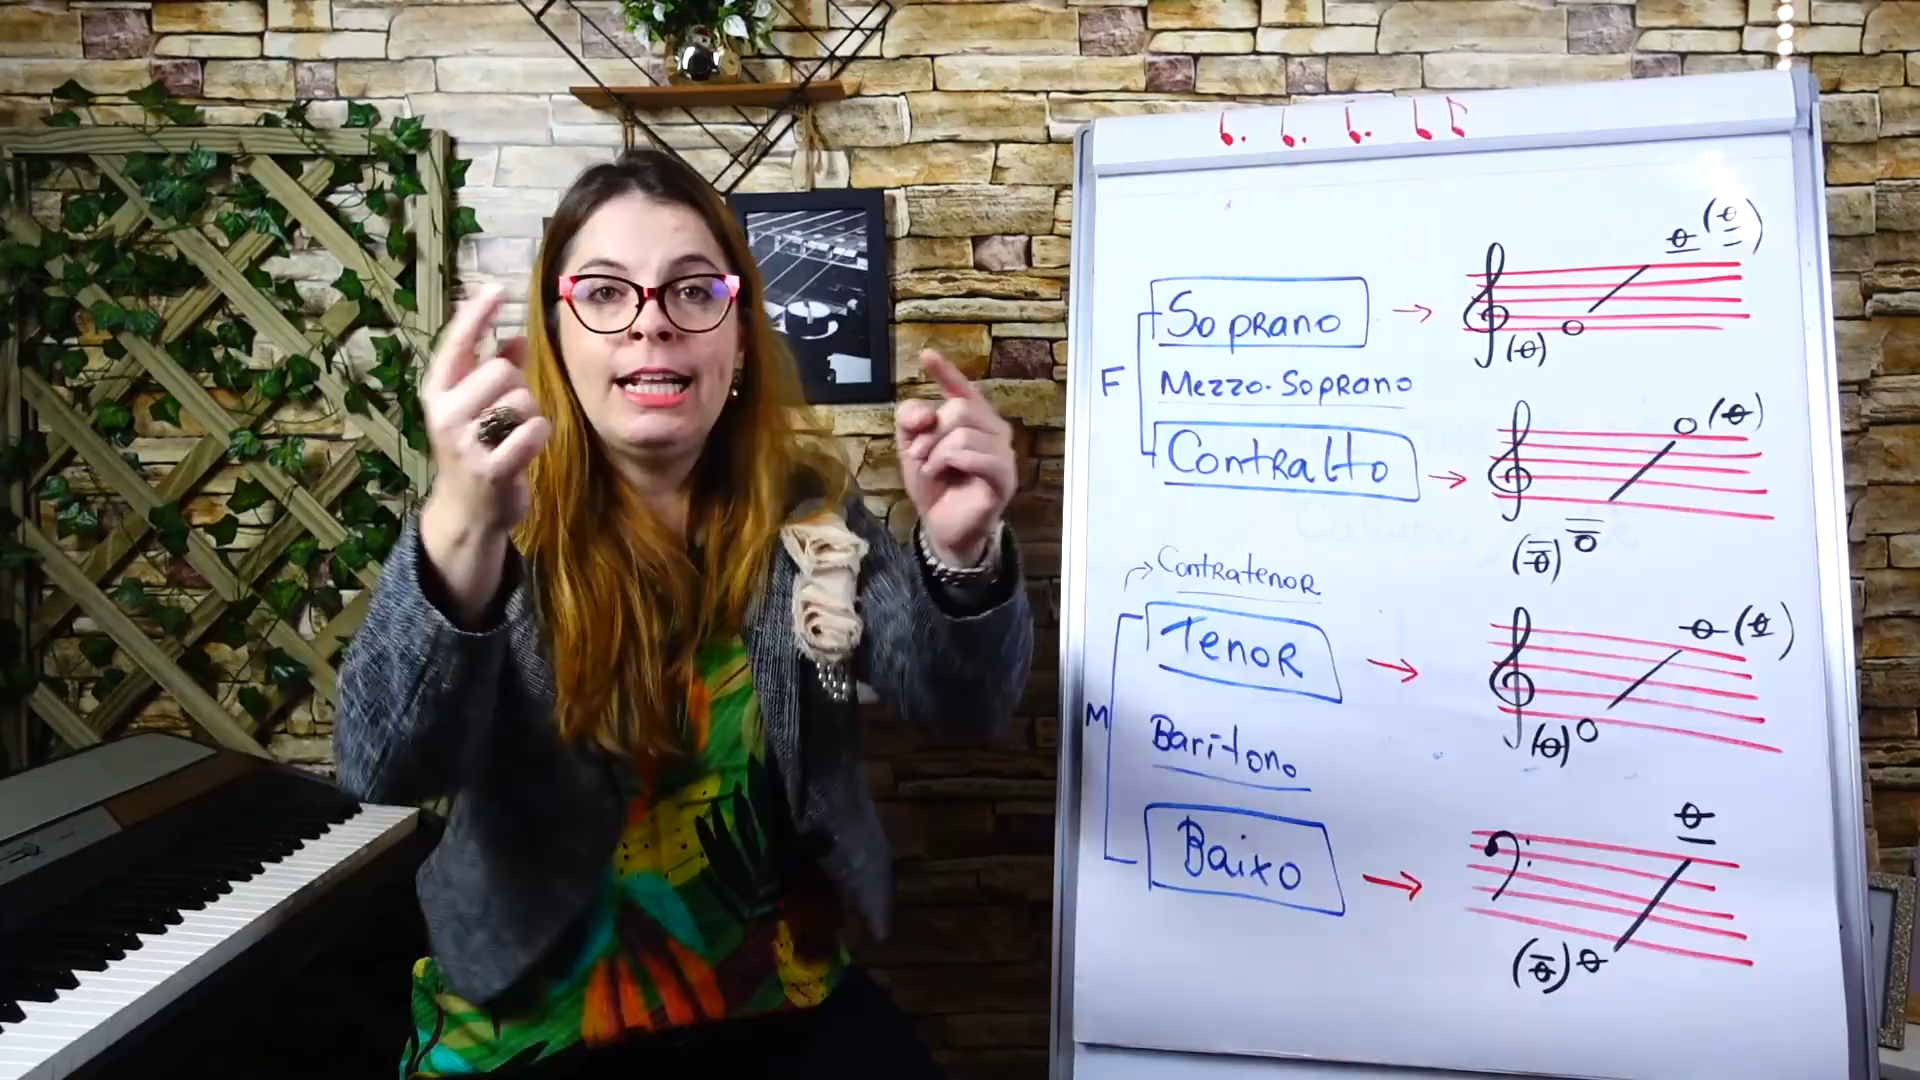 Soprano
F
Mezzo-Soprano
Contralto
Contratenor
Tenor
M
Barítono
Baixo